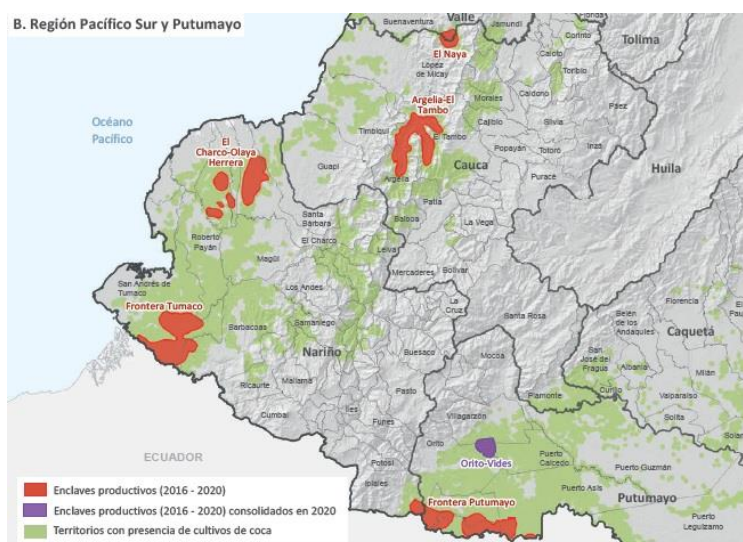 B. Región Pacífico Sur y Putumayo
Buenaventura
Valle
Jamundí
Florida
El Naya
Corinto
Tolima
López
de Micay
Caloto
Toribio
Océano
Pacífico
Argelia-El
Tambo
Morales
Caldono
Páez
Timbiquí
Cajibío
Silvia
El
Charco-Olaya
Herrera
El Tambo
Popayán
Totoró
Inzá
Huila
Guapi
Cauca
Argelia
Puracé
Patía
Santa
Bárbara
Balboa
La Vega
Roberto
Payán
El Charco
Leiva
Magüí
Mercaderes
Bolívar
San Andrés de
Tumaco
Los Andes
La
Cruz
Santa Rosa
Florencia
Frontera Tumaco
Belén
de los
Andaquíes
Barbacoas
Samaniego
Caquetá
Nariño
Buesaco
Mocoa
San
José del
Fragua
Albania
Milán
Ricaurte
Mallama
Pasto
Piamonte
Curillo
Valparaíso
Cumbal
Iles
Funes
Villagarzón
Solita
ECUADOR
Orito
Puerto
Caicedo
Orito-Vides
Potosí
Ipiales
Puerto Guzmán
Puerto Asís
Putumayo
Frontera Putumayo
Puerto
Leguízamo
Enclaves productivos (2016 - 2020)
Enclaves productivos (2016 - 2020) consolidados en 2020
Territorios con presencia de cultivos de coca